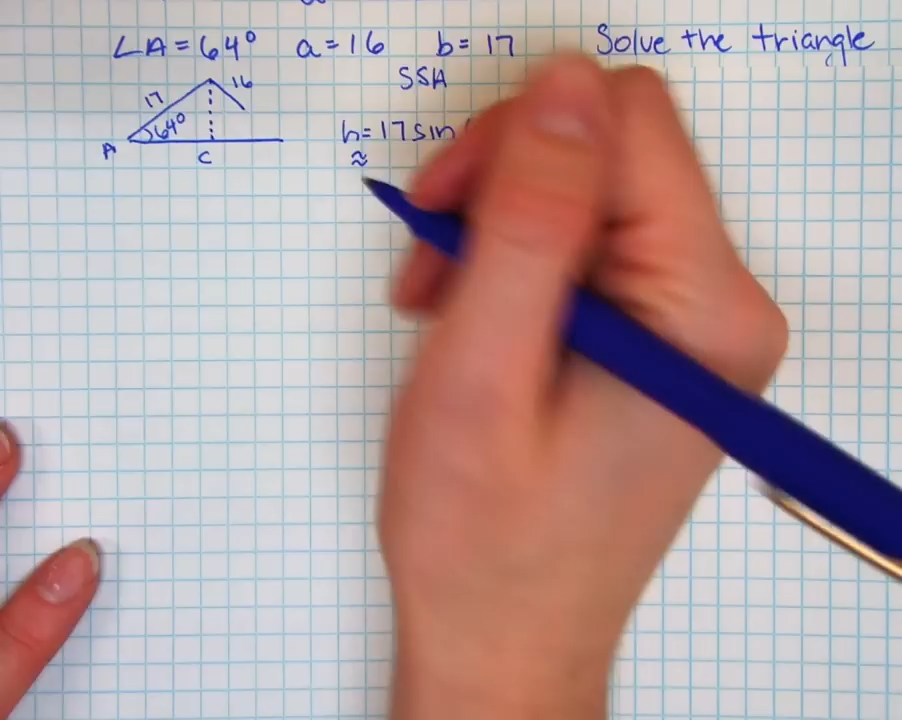 ∠A = 64° a = 16 b = 17 Solve the triangle
SSA
17 16
64°
A
c
h = 17 sin
≈